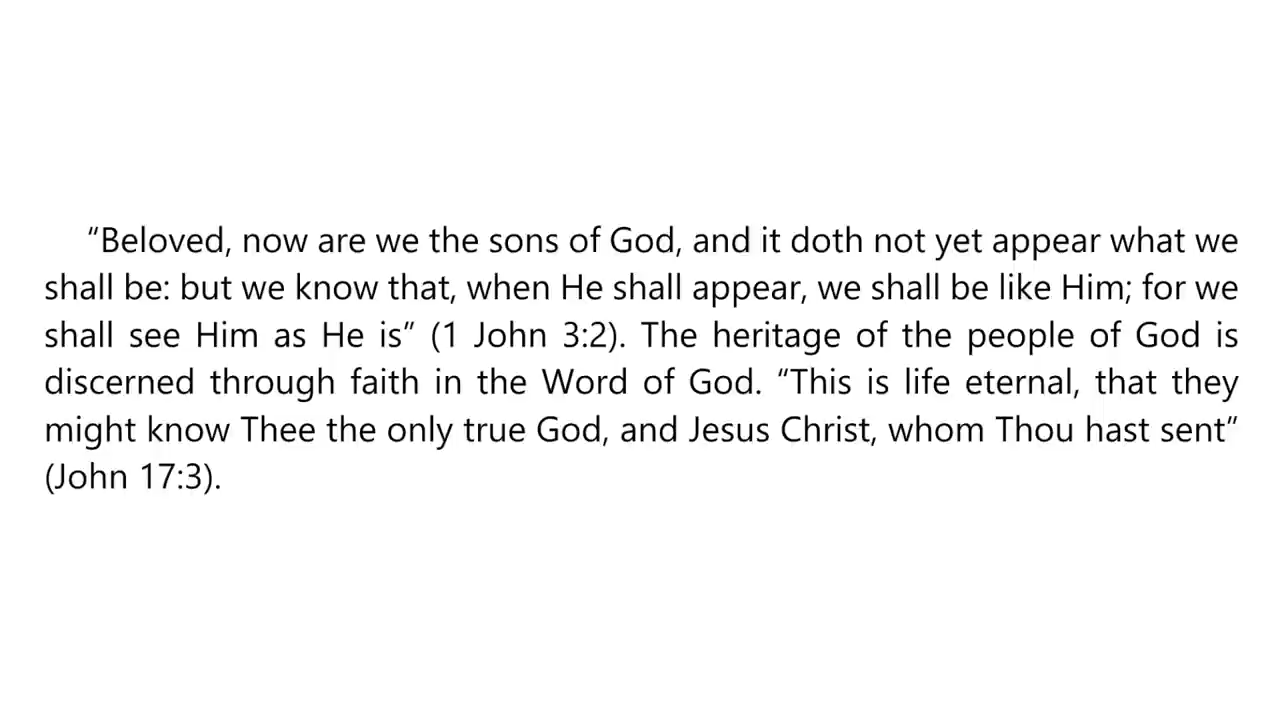 “Beloved, now are we the sons of God, and it doth not yet appear what we
shall be: but we know that, when He shall appear, we shall be like Him; for we
shall see Him as He is” (1 John 3:2). The heritage of the people of God is
discerned through faith in the Word of God. “This is life eternal, that they
might know Thee the only true God, and Jesus Christ, whom Thou hast sent”
(John 17:3).